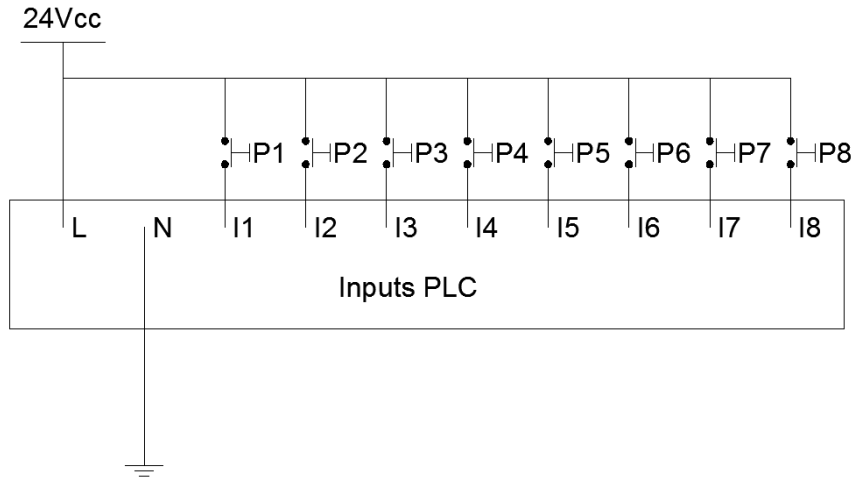 24Vcc
P1 P2 P3 P4 P5 P6 P7 P8
L N I1 I2 I3 I4 I5 I6 I7 I8
Inputs PLC